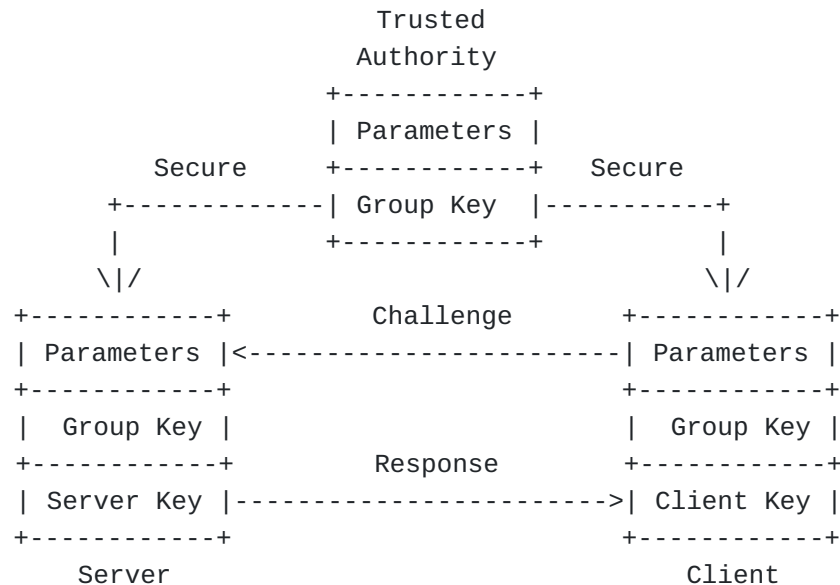 Trusted
Authority
+------------+
| Parameters |
Secure +------------+ Secure
+-------------| Group Key |-----------+
| +------------+ |
\|/ \|/
+------------+ Challenge +------------+
| Parameters |<------------------------| Parameters |
+------------+ +------------+
| Group Key | | Group Key |
+------------+ Response +------------+
| Server Key |------------------------>| Client Key |
+------------+ +------------+
Server Client